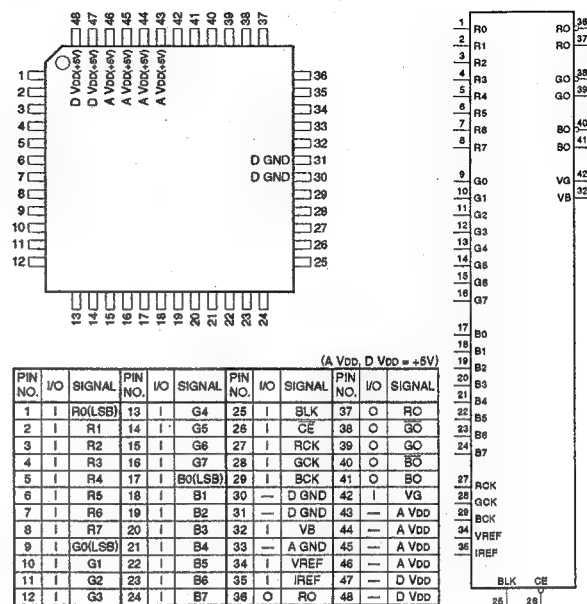 48 47 46 45 44 43 42 41 40 39 38 37
D VDD(+5V)
D VDD(+5V)
A VDD(+5V)
A VDD(+5V)
A VDD(+5V)
A VDD(+5V)
1 36
2 35
3 34
4 33
5 32
6 D GND 31
7 D GND 30
8 29
9 28
10 27
11 26
12 25
13 14 15 16 17 18 19 20 21 22 23 24
1 R0 RO 36
2 R1 RO 37
3 R2
4 R3 GO 38
5 R4 GO 39
6 R5
7 R6 BO 40
8 R7 BO 41
9 G0 VG 42
10 G1 VB 32
11 G2
12 G3
13 G4
14 G5
15 G6
16 G7
17 B0
18 B1
19 B2
20 B3
21 B4
22 B5
23 B6
24 B7
27 RCK
28 GCK
29 BCK
34 VREF
35 IREF
BLK CE
25 26
(A VDD, D VDD = +5V)
PIN NO. I/O SIGNAL PIN NO. I/O SIGNAL PIN NO. I/O SIGNAL PIN NO. I/O SIGNAL
1 I R0(LSB) 13 I G4 25 I BLK 37 O RO
2 I R1 14 I G5 26 I C̅E̅ 38 O G̅O̅
3 I R2 15 I G6 27 I RCK 39 O GO
4 I R3 16 I G7 28 I GCK 40 O B̅O̅
5 I R4 17 I B0(LSB) 29 I BCK 41 O BO
6 I R5 18 I B1 30 — D GND 42 I VG
7 I R6 19 I B2 31 — D GND 43 — A VDD
8 I R7 20 I B3 32 I VB 44 — A VDD
9 I G0(LSB) 21 I B4 33 — A GND 45 — A VDD
10 I G1 22 I B5 34 I VREF 46 — A VDD
11 I G2 23 I B6 35 I IREF 47 — D VDD
12 I G3 24 I B7 36 O RO 48 — D VDD